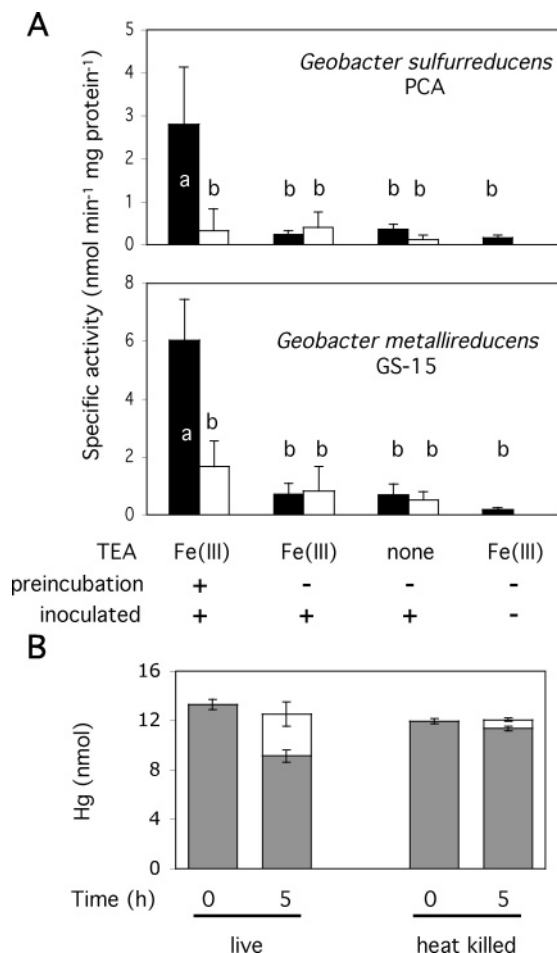 A
Specific activity (nmol min⁻¹ mg protein⁻¹)
5
4
3
2
1
0
Geobacter sulfurreducens
PCA
a
b
b
b
b
b
b
8
6
4
2
0
Geobacter metallireducens
GS-15
a
b
b
b
b
b
b
TEA Fe(III) Fe(III) none Fe(III)
preincubation + - - -
inoculated + + + -
B
Hg (nmol)
16
12
8
4
0
Time (h) 0 5 0 5
live heat killed